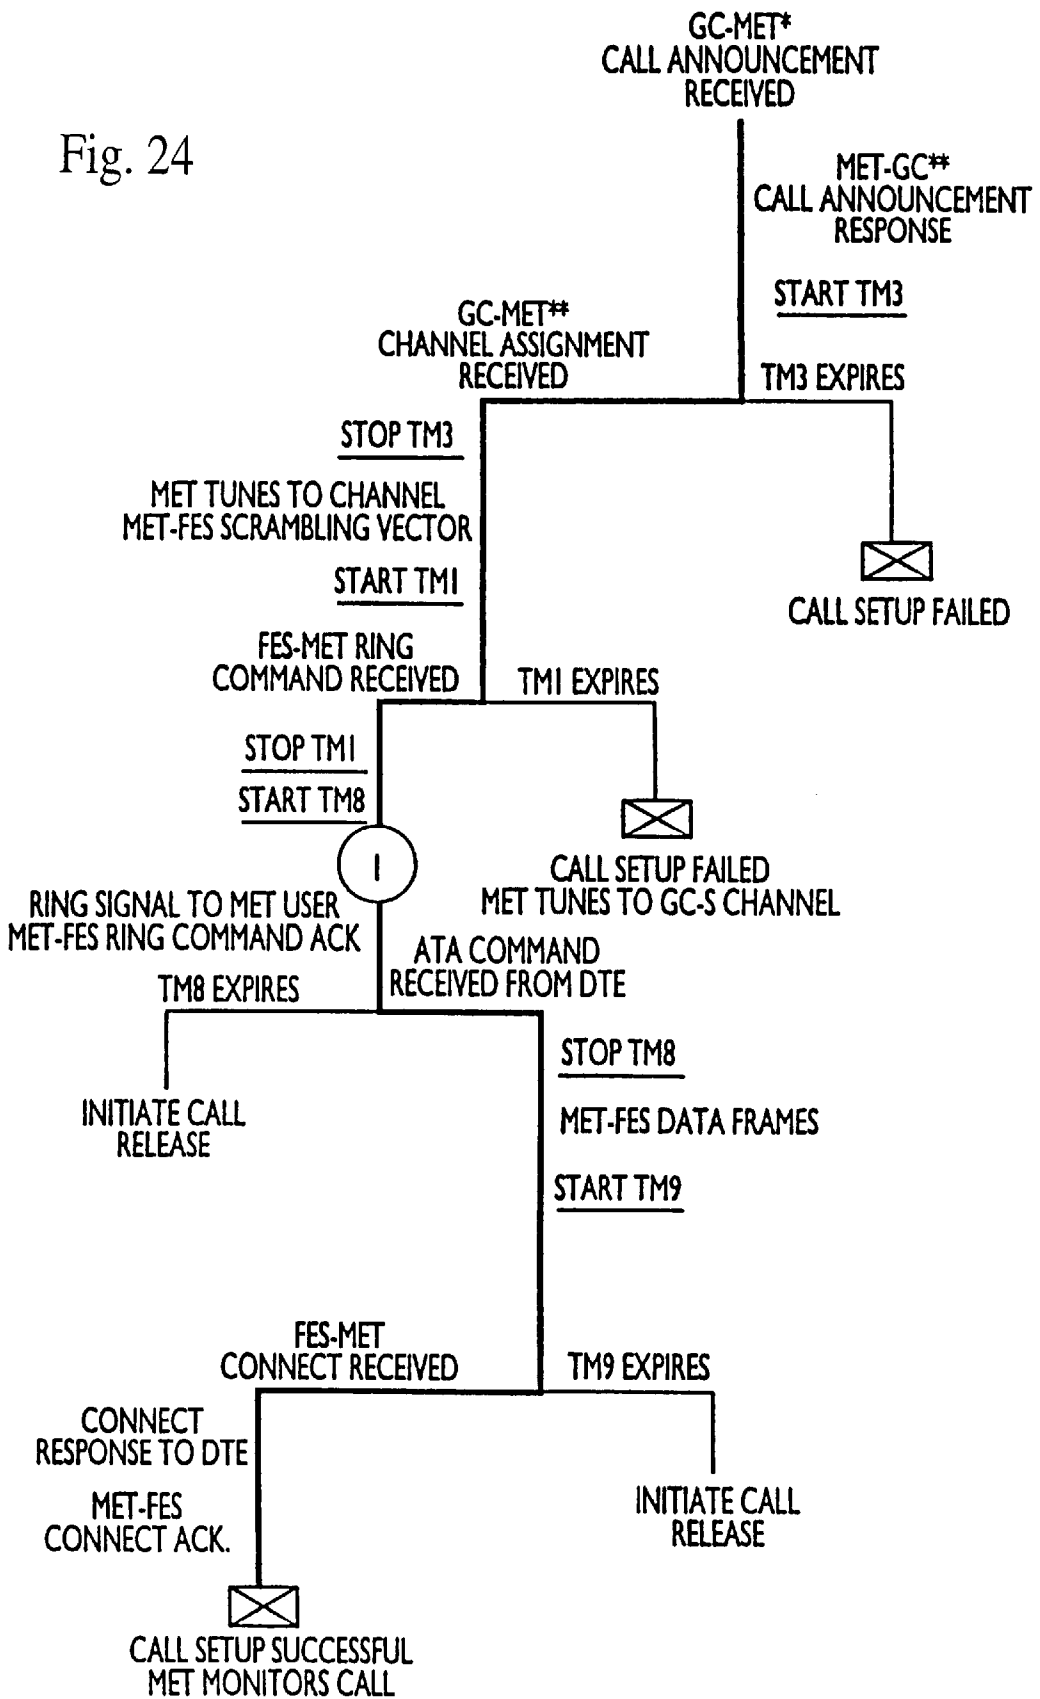 GC-MET*
CALL ANNOUNCEMENT
RECEIVED
Fig. 24
MET-GC**
CALL ANNOUNCEMENT
RESPONSE
START TM3
GC-MET**
CHANNEL ASSIGNMENT
RECEIVED
TM3 EXPIRES
STOP TM3
MET TUNES TO CHANNEL
MET-FES SCRAMBLING VECTOR
START TM1
CALL SETUP FAILED
FES-MET RING
COMMAND RECEIVED
TM1 EXPIRES
STOP TM1
START TM8
I
CALL SETUP FAILED
MET TUNES TO GC-S CHANNEL
RING SIGNAL TO MET USER
MET-FES RING COMMAND ACK
ATA COMMAND
RECEIVED FROM DTE
TM8 EXPIRES
STOP TM8
INITIATE CALL
RELEASE
MET-FES DATA FRAMES
START TM9
FES-MET
CONNECT RECEIVED
TM9 EXPIRES
CONNECT
RESPONSE TO DTE
MET-FES
CONNECT ACK.
INITIATE CALL
RELEASE
CALL SETUP SUCCESSFUL
MET MONITORS CALL